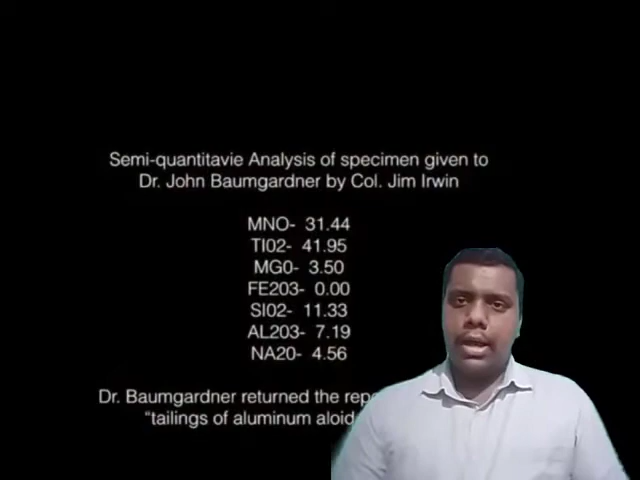 Semi-quantitavie Analysis of specimen given to
Dr. John Baumgardner by Col. Jim Irwin
MNO- 31.44
TI02- 41.95
MG0- 3.50
FE203- 0.00
SI02- 11.33
AL203- 7.19
NA20- 4.56
Dr. Baumgardner returned the
"tailings of aluminum